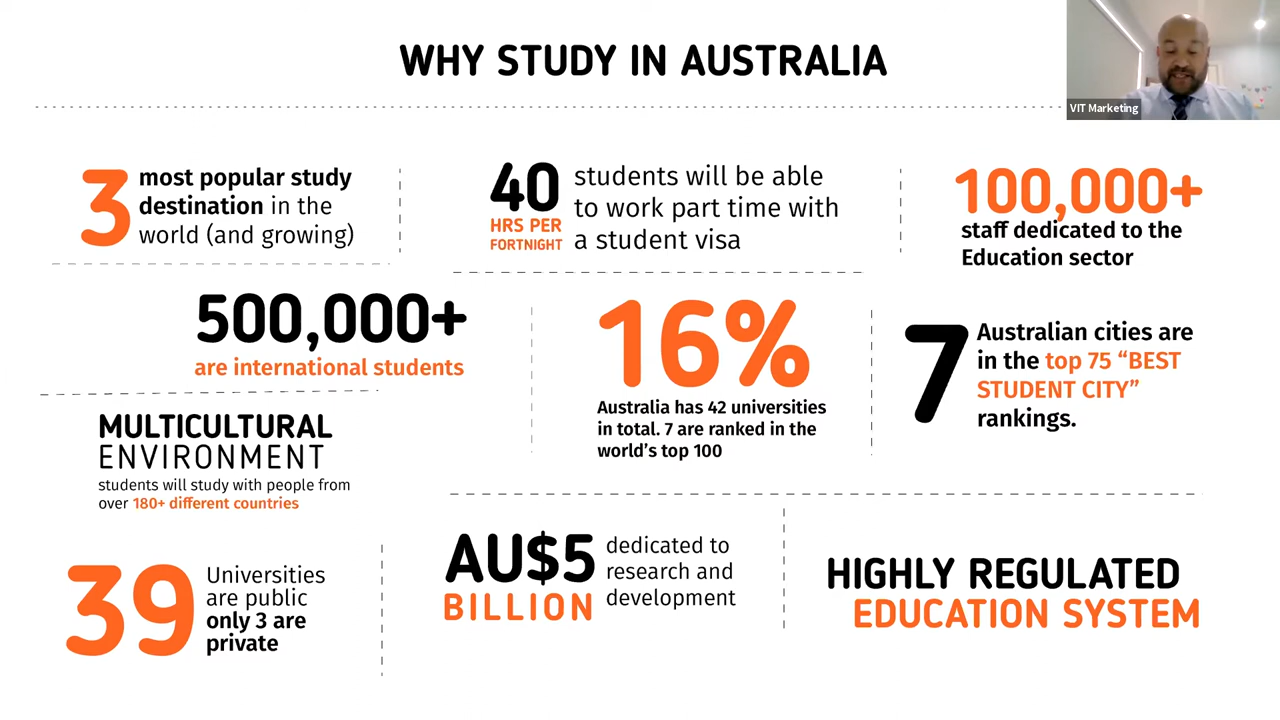 WHY STUDY IN AUSTRALIA
VIT Marketing
3
most popular study
destination in the
world (and growing)
40
HRS PER
FORTNIGHT
students will be able
to work part time with
a student visa
100,000+
staff dedicated to the
Education sector
500,000+
are international students
16%
Australia has 42 universities
in total. 7 are ranked in the
world's top 100
7
Australian cities are
in the top 75 “BEST
STUDENT CITY”
rankings.
MULTICULTURAL
ENVIRONMENT
students will study with people from
over 180+ different countries
39
Universities
are public
only 3 are
private
AU$5
BILLION
dedicated to
research and
development
HIGHLY REGULATED
EDUCATION SYSTEM